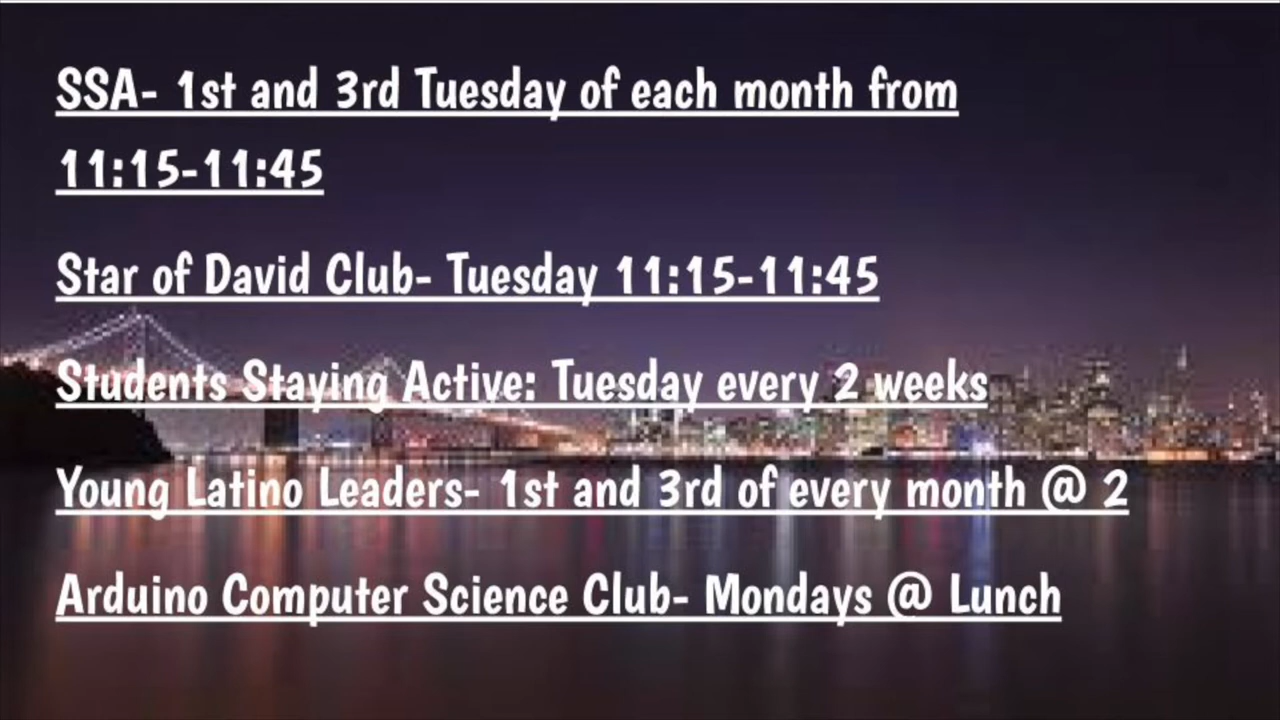 SSA- 1st and 3rd Tuesday of each month from
11:15-11:45
Star of David Club- Tuesday 11:15-11:45
Students Staying Active: Tuesday every 2 weeks
Young Latino Leaders- 1st and 3rd of every month @ 2
Arduino Computer Science Club- Mondays @ Lunch